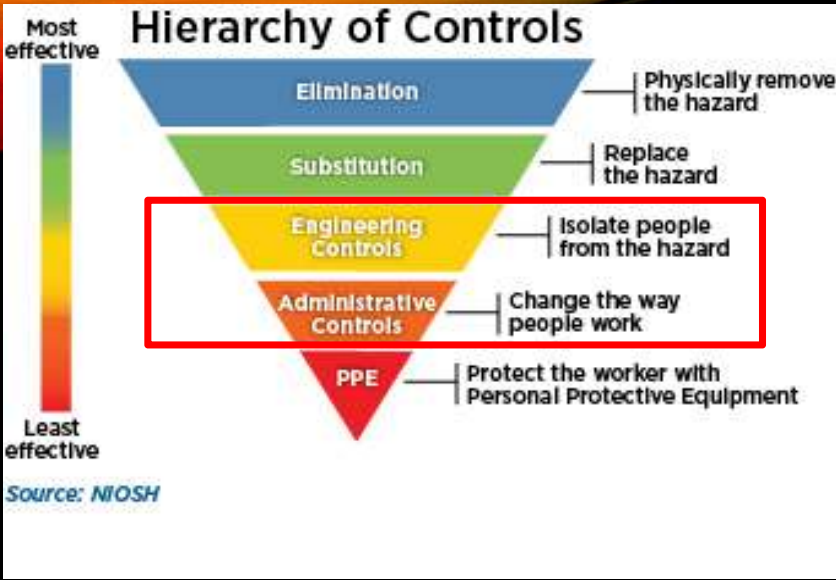 Hierarchy of Controls
Most
effective
Elimination
Physically remove
the hazard
Substitution
Replace
the hazard
Engineering
Controls
Isolate people
from the hazard
Administrative
Controls
Change the way
people work
PPE
Protect the worker with
Personal Protective Equipment
Least
effective
Source: NIOSH